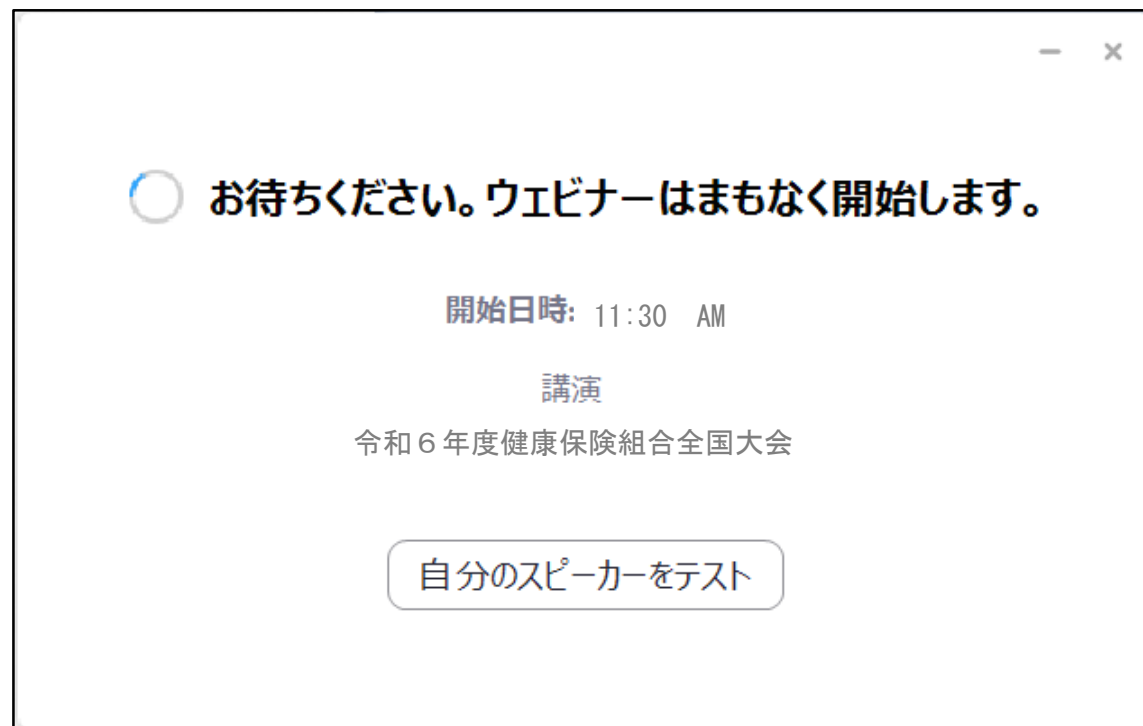 お待ちください。ウェビナーはまもなく開始します。
開始日時: 11:30 AM
講演
令和６年度健康保険組合全国大会
自分のスピーカーをテスト